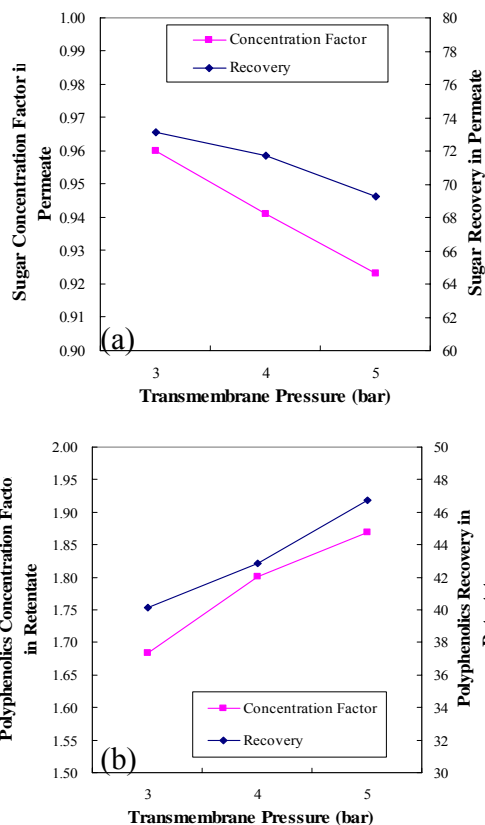 1.00
0.99
0.98
0.97
0.96
0.95
0.94
0.93
0.92
0.91
0.90
Sugar Concentration Factor i
Permeate
Concentration Factor
Recovery
80
78
76
74
72
70
68
66
64
62
60
Sugar Recovery in Permeate
(a)
3 4 5
Transmembrane Pressure (bar)
2.00
1.95
1.90
1.85
1.80
1.75
1.70
1.65
1.60
1.55
1.50
Polyphenolics Concentration Facto
in Retentate
50
48
46
44
42
40
38
36
34
32
30
Polyphenolics Recovery in
Concentration Factor
Recovery
(b)
3 4 5
Transmembrane Pressure (bar)